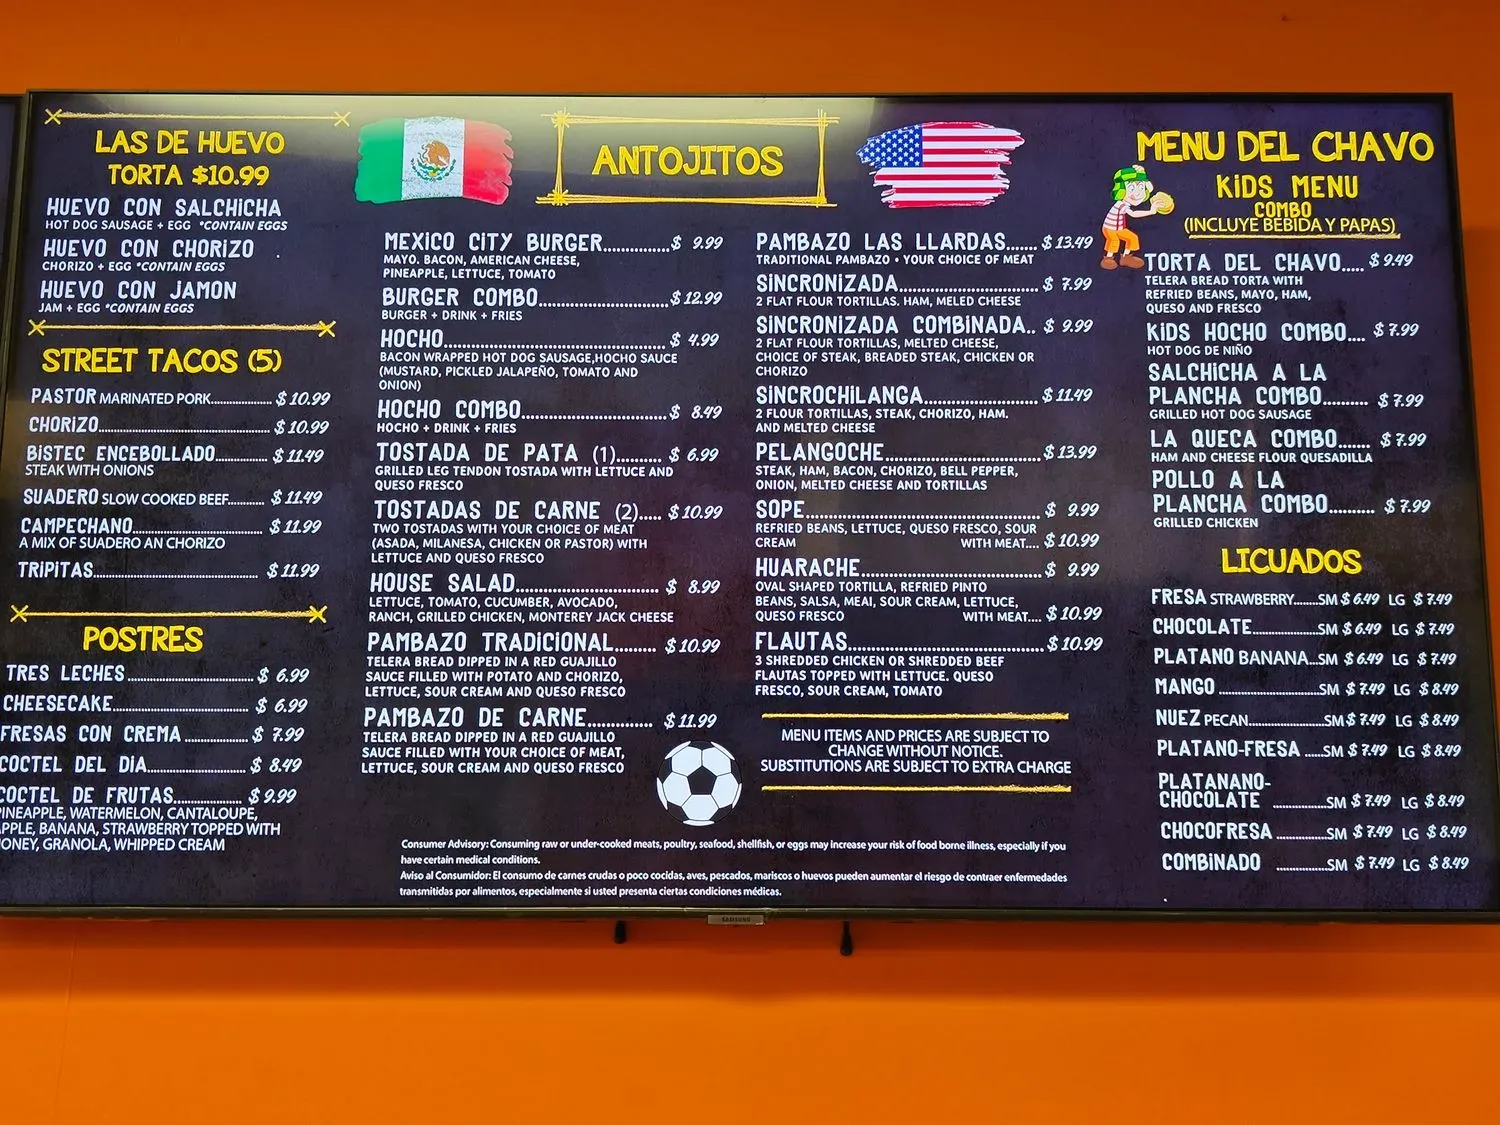 LAS DE HUEVO
TORTA $10.99
HUEVO CON SALCHICHA
HOT DOG SAUSAGE + EGG *CONTAIN EGGS
HUEVO CON CHORIZO
CHORIZO + EGG *CONTAIN EGGS
HUEVO CON JAMON
JAM + EGG *CONTAIN EGGS
STREET TACOS (5)
PASTOR MARINATED PORK................ $ 10.99
CHORIZO............................................. $ 10.99
BISTEC ENCEBOLLADO.............. $ 11.49
STEAK WITH ONIONS
SUADERO SLOW COOKED BEEF.......... $ 11.49
CAMPECHANO................................. $ 11.99
A MIX OF SUADERO AN CHORIZO
TRIPITAS............................................ $ 11.99
POSTRES
TRES LECHES................................. $ 6.99
CHEESECAKE.................................... $ 6.99
FRESAS CON CREMA ................. $ 7.99
COCTEL DEL DIA......................... $ 8.49
COCTEL DE FRUTAS.................. $ 9.99
PINEAPPLE, WATERMELON, CANTALOUPE,
APPLE, BANANA, STRAWBERRY TOPPED WITH
HONEY, GRANOLA, WHIPPED CREAM
ANTOJITOS
MEXICO CITY BURGER................ $ 9.99
MAYO. BACON, AMERICAN CHEESE,
PINEAPPLE, LETTUCE, TOMATO
BURGER COMBO................................ $ 12.99
BURGER + DRINK + FRIES
HOCHO....................................................... $ 4.99
BACON WRAPPED HOT DOG SAUSAGE,HOCHO SAUCE
(MUSTARD, PICKLED JALAPEÑO, TOMATO AND
ONION)
HOCHO COMBO.................................... $ 8.49
HOCHO + DRINK + FRIES
TOSTADA DE PATA (1)........... $ 6.99
GRILLED LEG TENDON TOSTADA WITH LETTUCE AND
QUESO FRESCO
TOSTADAS DE CARNE (2)..... $ 10.99
TWO TOSTADAS WITH YOUR CHOICE OF MEAT
(ASADA, MILANESA, CHICKEN OR PASTOR) WITH
LETTUCE AND QUESO FRESCO
HOUSE SALAD.................................... $ 8.99
LETTUCE, TOMATO, CUCUMBER, AVOCADO,
RANCH, GRILLED CHICKEN, MONTEREY JACK CHEESE
PAMBAZO TRADICIONAL......... $ 10.99
TELERA BREAD DIPPED IN A RED GUAJILLO
SAUCE FILLED WITH POTATO AND CHORIZO,
LETTUCE, SOUR CREAM AND QUESO FRESCO
PAMBAZO DE CARNE.............. $ 11.99
TELERA BREAD DIPPED IN A RED GUAJILLO
SAUCE FILLED WITH YOUR CHOICE OF MEAT,
LETTUCE, SOUR CREAM AND QUESO FRESCO
PAMBAZO LAS LLARDAS....... $ 13.49
TRADITIONAL PAMBAZO • YOUR CHOICE OF MEAT
SINCRONIZADA................................... $ 7.99
2 FLAT FLOUR TORTILLAS. HAM, MELED CHEESE
SINCRONIZADA COMBINADA.. $ 9.99
2 FLAT FLOUR TORTILLAS, MELTED CHEESE,
CHOICE OF STEAK, BREADED STEAK, CHICKEN OR
CHORIZO
SINCROCHILANGA............................ $ 11.49
2 FLOUR TORTILLAS, STEAK, CHORIZO, HAM.
AND MELTED CHEESE
PELANGOCHE....................................... $ 13.99
STEAK, HAM, BACON, CHORIZO, BELL PEPPER,
ONION, MELTED CHEESE AND TORTILLAS
SOPE.......................................................... $ 9.99
REFRIED BEANS, LETTUCE, QUESO FRESCO, SOUR
CREAM WITH MEAT.... $ 10.99
HUARACHE............................................ $ 9.99
OVAL SHAPED TORTILLA, REFRIED PINTO
BEANS, SALSA, MEAI, SOUR CREAM, LETTUCE,
QUESO FRESCO WITH MEAT.... $ 10.99
FLAUTAS................................................ $ 10.99
3 SHREDDED CHICKEN OR SHREDDED BEEF
FLAUTAS TOPPED WITH LETTUCE. QUESO
FRESCO, SOUR CREAM, TOMATO
MENU ITEMS AND PRICES ARE SUBJECT TO
CHANGE WITHOUT NOTICE.
SUBSTITUTIONS ARE SUBJECT TO EXTRA CHARGE
Consumer Advisory: Consuming raw or under-cooked meats, poultry, seafood, shellfish, or eggs may increase your risk of food borne illness, especially if you
have certain medical conditions.
Aviso al Consumidor: El consumo de carnes crudas o poco cocidas, aves, pescados, mariscos o huevos pueden aumentar el riesgo de contraer enfermedades
transmitidas por alimentos, especialmente si usted presenta ciertas condiciones médicas.
MENU DEL CHAVO
KIDS MENU
COMBO
(INCLUYE BEBIDA Y PAPAS)
TORTA DEL CHAVO..... $ 9.49
TELERA BREAD TORTA WITH
REFRIED BEANS, MAYO, HAM,
QUESO AND FRESCO
KIDS HOCHO COMBO.... $ 7.99
HOT DOG DE NIÑO
SALCHICHA A LA
PLANCHA COMBO.......... $ 7.99
GRILLED HOT DOG SAUSAGE
LA QUECA COMBO....... $ 7.99
HAM AND CHEESE FLOUR QUESADILLA
POLLO A LA
PLANCHA COMBO.......... $ 7.99
GRILLED CHICKEN
LICUADOS
FRESA STRAWBERRY.......SM $ 6.49 LG $ 7.49
CHOCOLATE...................SM $ 6.49 LG $ 7.49
PLATANO BANANA...SM $ 6.49 LG $ 7.49
MANGO ..........................SM $ 7.49 LG $ 8.49
NUEZ PECAN....................SM $ 7.49 LG $ 8.49
PLATANO-FRESA .....SM $ 7.49 LG $ 8.49
PLATANANO-
CHOCOLATE .............SM $ 7.49 LG $ 8.49
CHOCOFRESA .............SM $ 7.49 LG $ 8.49
COMBINADO .............SM $ 7.49 LG $ 8.49
SAMSUNG